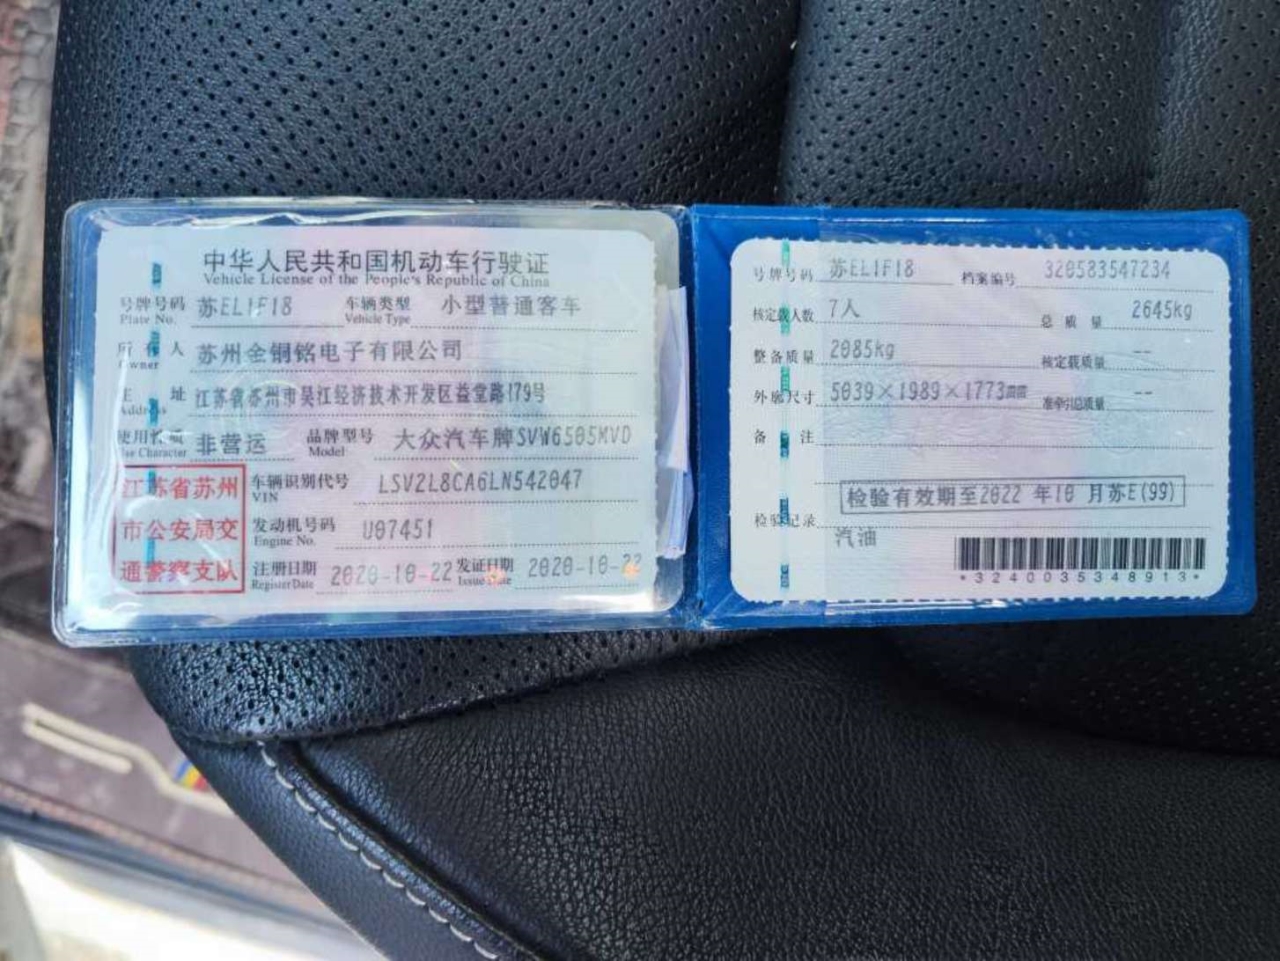 中华人民共和国机动车行驶证
Vehicle License of the People's Republic of China
号牌号码 苏EL1F18 车辆类型 小型普通客车
Plate No. Vehicle Type
所有人 苏州金铜铭电子有限公司
Owner
住址 江苏省苏州市吴江经济技术开发区益堂路179号
Address
使用性质 非营运 品牌型号 大众汽车牌SVW6505MVD
Use Character Model
江苏省苏州 车辆识别代号 LSV2L8CA6LN542047
VIN
市公安局交 发动机号码 U07451
Engine No.
通警察支队 注册日期 2020-10-22 发证日期 2020-10-22
Register Date Issue Date
号牌号码 苏EL1F18 档案编号 320583547234
核定载人数 7人 总质量 2645kg
整备质量 2085kg 核定载质量 --
外廓尺寸 5039×1989×1773mm 准牵引总质量 --
备注
检验有效期至2022 年10 月苏E(99)
检验记录
汽油
*3240035348913*